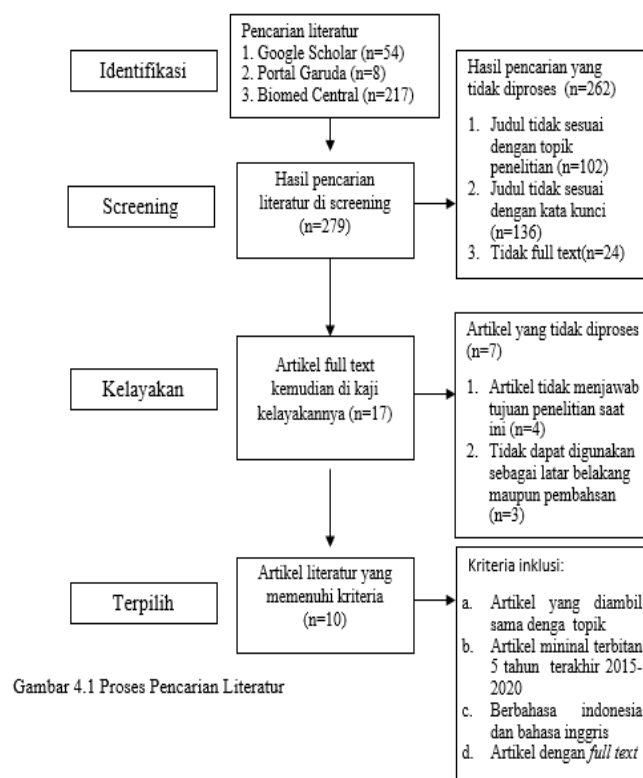 Identifikasi
Pencarian literatur
1. Google Scholar (n=54)
2. Portal Garuda (n=8)
3. Biomed Central (n=217)
Screening
Hasil pencarian
literatur di screening
(n=279)
Hasil pencarian yang
tidak diproses (n=262)
1. Judul tidak sesuai
dengan topik
penelitian (n=102)
2. Judul tidak sesuai
dengan kata kunci
(n=136)
3. Tidak full text(n=24)
Kelayakan
Artikel full text
kemudian di kaji
kelayakannya (n=17)
Artikel yang tidak diproses
(n=7)
1. Artikel tidak menjawab
tujuan penelitian saat
ini (n=4)
2. Tidak dapat digunakan
sebagai latar belakang
maupun pembahsan
(n=3)
Terpilih
Artikel literatur yang
memenuhi kriteria
(n=10)
Kriteria inklusi:
a. Artikel yang diambil
sama denga topik
b. Artikel mininal terbitan
5 tahun terakhir 2015-
2020
c. Berbahasa indonesia
dan bahasa inggris
d. Artikel dengan full text
Gambar 4.1 Proses Pencarian Literatur